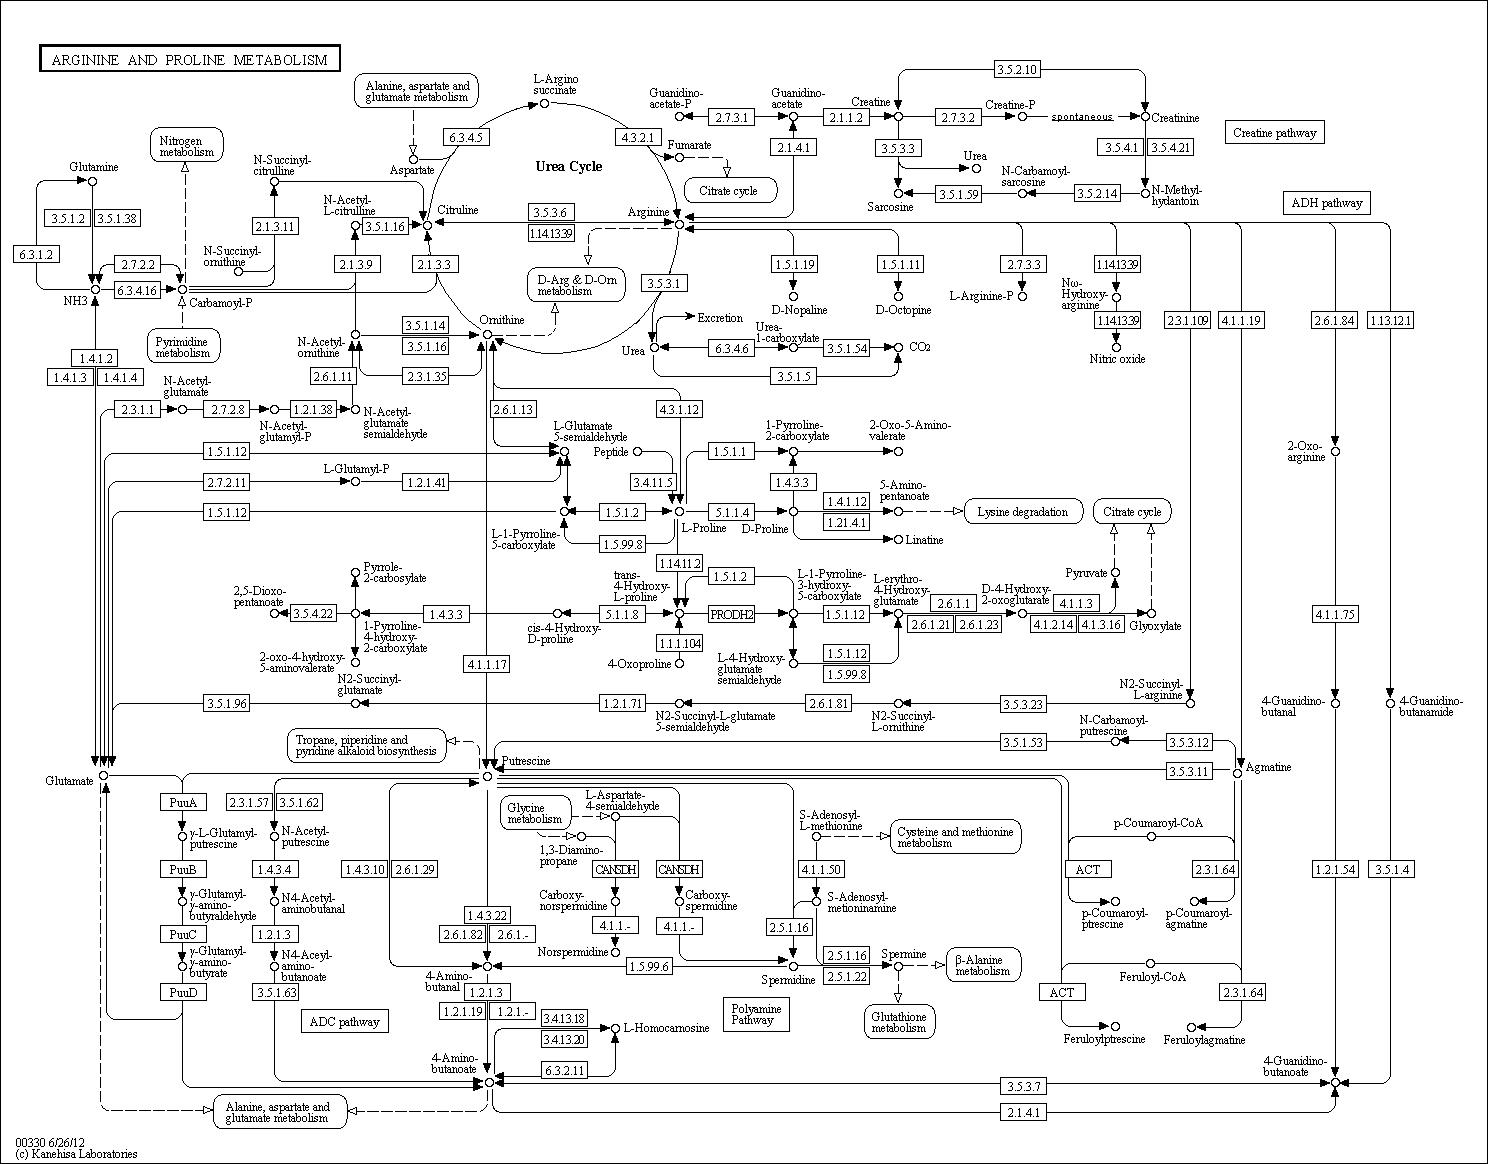 ARGININE AND PROLINE METABOLISM
Alanine, aspartate and
glutamate metabolism
L-Argino
succinate
Guanidino-
acetate-P
Guanidino-
acetate
Creatine
Creatine-P
Creatinine
3.5.2.10
2.7.3.1
2.1.1.2
2.7.3.2
spontaneous
Creatine pathway
6.3.4.5
4.3.2.1
Nitrogen
metabolism
Fumarate
2.1.4.1
3.5.3.3
3.5.4.1
3.5.4.21
Urea
Aspartate
Urea Cycle
Glutamine
N-Succinyl-
citrulline
Citrate cycle
N-Carbamoyl-
sarcosine
3.5.1.59
3.5.2.14
Sarcosine
N-Methyl-
hydantoin
ADH pathway
N-Acetyl-
L-citrulline
Citruline
Arginine
3.5.1.2
3.5.1.38
2.1.3.11
3.5.1.16
3.5.3.6
1.14.13.39
6.3.1.2
N-Succinyl-
ornithine
2.7.2.2
2.1.3.9
2.1.3.3
D-Arg & D-Orn
metabolism
3.5.3.1
1.5.1.19
1.5.1.11
2.7.3.3
1.14.13.39
NH3
6.3.4.16
Carbamoyl-P
D-Nopaline
D-Octopine
L-Arginine-P
Nω-
Hydroxy-
arginine
1.14.13.39
2.3.1.109
4.2.1.19
2.6.1.84
1.13.12.1
Nitric oxide
Pyrimidine
metabolism
Ornithine
3.5.1.14
3.5.1.16
N-Acetyl-
ornithine
Excretion
Urea-
1-carboxylate
Urea
6.3.4.6
3.5.1.54
CO2
3.5.1.5
1.4.1.2
1.4.1.3
1.4.1.4
2.6.1.11
2.3.1.35
N-Acetyl-
glutamate
2.3.1.1
2.7.2.8
1.2.1.38
N-Acetyl-
glutamyl-P
N-Acetyl-
glutamate
semialdehyde
2.6.1.13
4.3.1.12
L-Glutamate
5-semialdehyde
Peptide
1-Pyrroline-
2-carboxylate
2-Oxo-5-Amino-
valerate
1.5.1.12
1.5.1.1
2-Oxo-
arginine
L-Glutamyl-P
2.7.2.11
1.2.1.41
3.4.11.5
1.4.3.3
5-Amino-
pentanoate
1.4.1.12
1.21.4.1
1.5.1.12
1.5.1.2
5.1.1.4
L-Proline
D-Proline
Lysine degradation
Citrate cycle
L-1-Pyrroline-
5-carboxylate
1.5.99.8
Linatine
1.14.11.2
Pyrrole-
2-carbosylate
trans-
4-Hydroxy-
L-proline
1.5.1.2
L-1-Pyrroline-
3-hydroxy-
5-carboxylate
L-erythro-
4-Hydroxy-
glutamate
D-4-Hydroxy-
2-oxoglutarate
Pyruvate
2,5-Dioxo-
pentanoate
3.5.4.22
1.4.3.3
5.1.1.8
PRODH2
1.5.1.12
2.6.1.1
2.6.1.21
2.6.1.23
4.1.1.3
4.1.2.14
4.1.3.16
Glyoxylate
4.1.1.75
1-Pyrroline-
4-hydroxy-
2-carboxylate
cis-4-Hydroxy-
D-proline
1.1.1.104
4-Oxoproline
L-4-Hydroxy-
glutamate
semialdehyde
1.5.1.12
1.5.99.8
2-oxo-4-hydroxy-
5-aminovalerate
4.1.1.17
N2-Succinyl-
glutamate
N2-Succinyl-
L-arginine
3.5.1.96
1.2.1.71
2.6.1.81
3.5.3.23
N2-Succinyl-L-glutamate
5-semialdehyde
N2-Succinyl-
L-ornithine
4-Guanidino-
butanal
4-Guanidino-
butanamide
N-Carbamoyl-
putrescine
Tropane, piperidine and
pyridine alkaloid biosynthesis
3.5.1.53
3.5.3.12
3.5.3.11
Agmatine
Putrescine
Glutamate
PuuA
2.3.1.57
3.5.1.62
Glycine
metabolism
L-Aspartate-
4-semialdehyde
S-Adenosyl-
L-methionine
Cysteine and methionine
metabolism
p-Coumaroyl-CoA
γ-L-Glutamyl-
putrescine
N-Acetyl-
putrescine
1,3-Diamino-
propane
PuuB
1.4.3.4
1.4.3.10
2.6.1.29
CANSDH
CANSDH
4.1.1.50
ACT
2.3.1.64
1.2.1.54
3.5.1.4
γ-Glutamyl-
γ-amino-
butyraldehyde
N4-Acetyl-
aminobutanal
Carboxy-
norspermidine
Carboxy-
spermidine
S-Adenosyl-
metioninamine
p-Coumaroyl-
ptrescine
p-Coumaroyl-
agmatine
PuuC
1.2.1.3
1.4.3.22
2.6.1.82
2.6.1.-
4.1.1.-
4.1.1.-
2.5.1.16
γ-Glutamyl-
γ-amino-
butyrate
N4-Aceyl-
amino-
butanoate
Norspermidine
2.5.1.16
2.5.1.22
Spermine
β-Alanine
metabolism
Feruloyl-CoA
4-Amino-
butanal
1.5.99.6
Spermidine
PuuD
3.5.1.63
1.2.1.3
1.2.1.19
1.2.1.-
ACT
2.3.1.64
ADC pathway
Polyamine
Pathway
3.4.13.18
3.4.13.20
L-Homocarnosine
Glutathione
metabolism
Feruloylptrescine
Feruloylagmatine
4-Amino-
butanoate
6.3.2.11
4-Guanidino-
butanoate
3.5.3.7
2.1.4.1
Alanine, aspartate and
glutamate metabolism
00330 6/26/12
(c) Kanehisa Laboratories